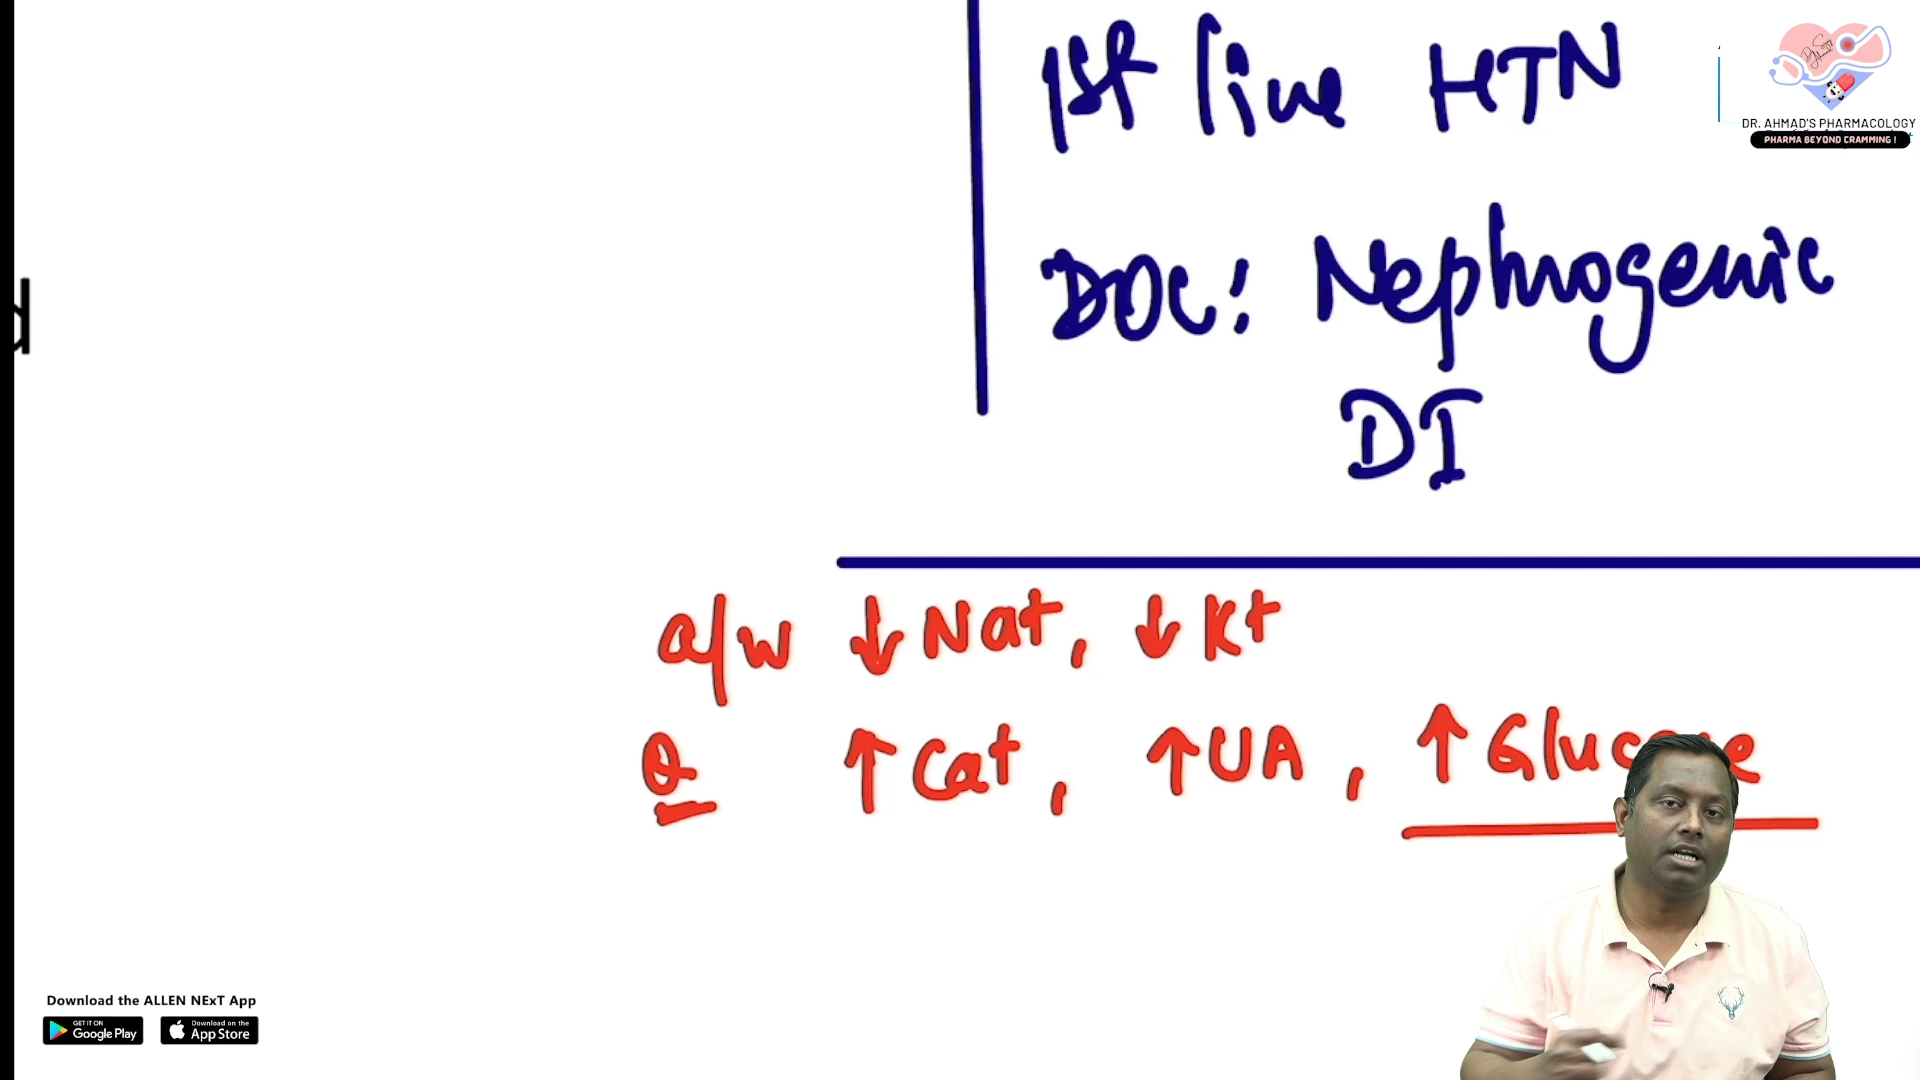 1st line HTN
DR. AHMAD'S PHARMACOLOGY
PHARMA BEYOND CRAMMING !
d
DOC: Nephrogenic
DI
a/w ↓ Na+, ↓ K+
Q ↑ Ca+, ↑ UA, ↑ Glucose
Download the ALLEN NExT App
GET IT ON Google Play
Download on the App Store